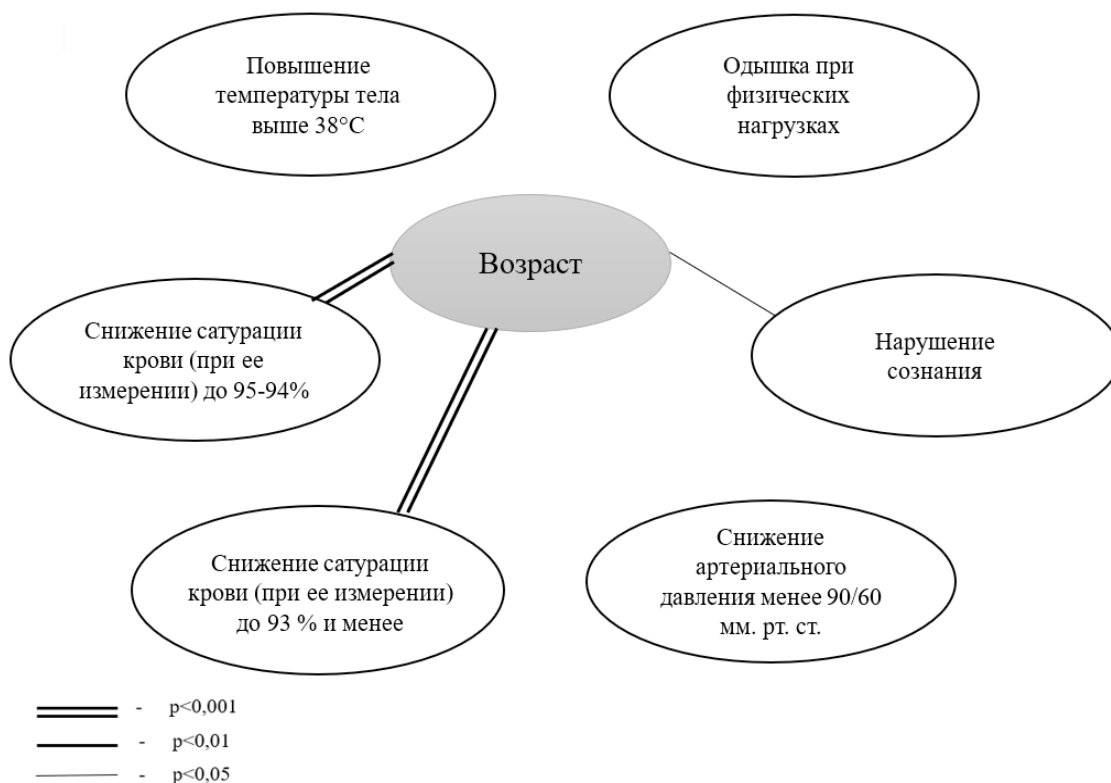 Повышение
температуры тела
выше 38°C
Одышка при
физических
нагрузках
Возраст
Снижение сатурации
крови (при ее
измерении) до 95-94%
Нарушение
сознания
Снижение сатурации
крови (при ее измерении)
до 93 % и менее
Снижение
артериального
давления менее 90/60
мм. рт. ст.
- p<0,001
- p<0,01
- p<0,05